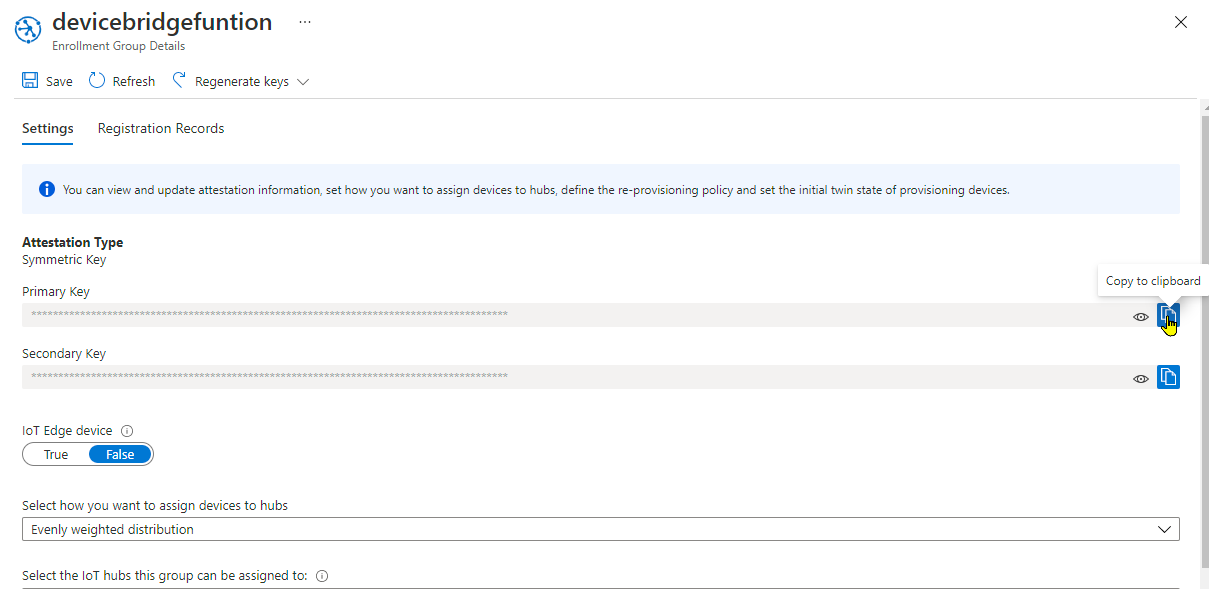 devicebridgefuntion ...
Enrollment Group Details
Save Refresh Regenerate keys
Settings Registration Records
You can view and update attestation information, set how you want to assign devices to hubs, define the re-provisioning policy and set the initial twin state of provisioning devices.
Attestation Type
Symmetric Key
Copy to clipboard
Primary Key
****************************************************************************************
Secondary Key
****************************************************************************************
IoT Edge device
True False
Select how you want to assign devices to hubs
Evenly weighted distribution
Select the IoT hubs this group can be assigned to: